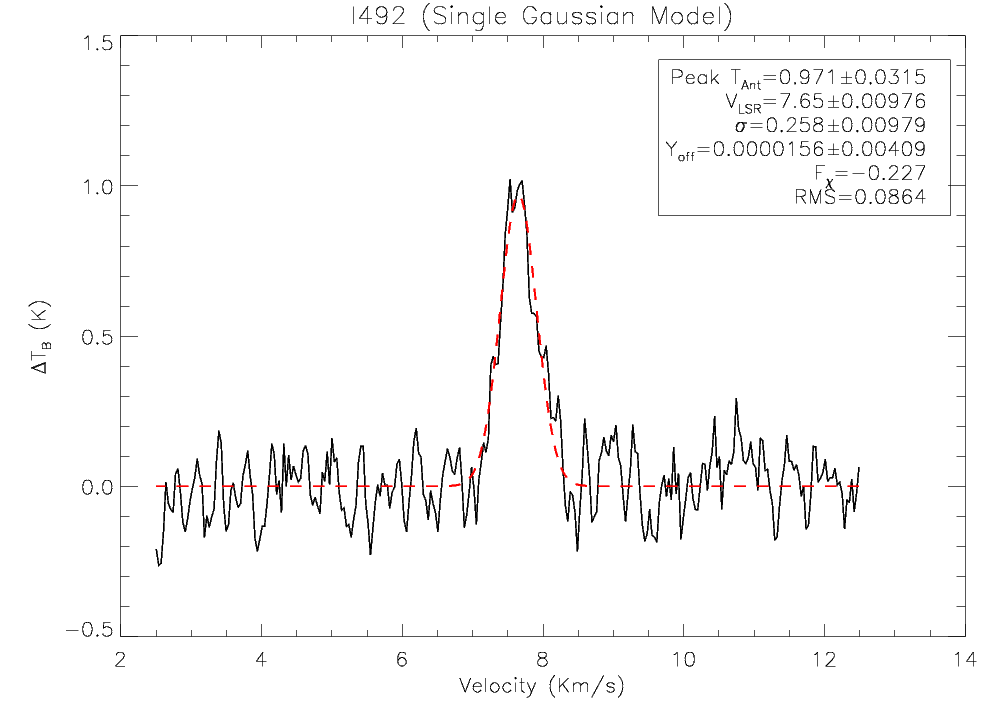 I492 (Single Gaussian Model)
1.5
1.0
0.5
0.0
−0.5
ΔT_B (K)
Peak T_Ant=0.971±0.0315
V_LSR=7.65±0.00976
σ=0.258±0.00979
Y_off=0.0000156±0.00409
F_χ=−0.227
RMS=0.0864
2 4 6 8 10 12 14
Velocity (Km/s)